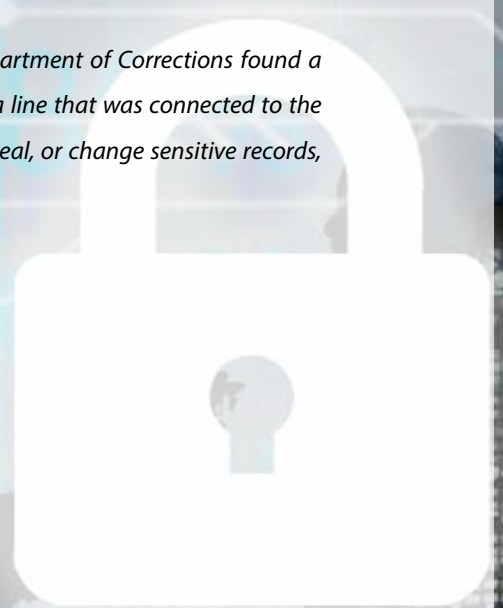 artment of Corrections found a
line that was connected to the
eal, or change sensitive records,